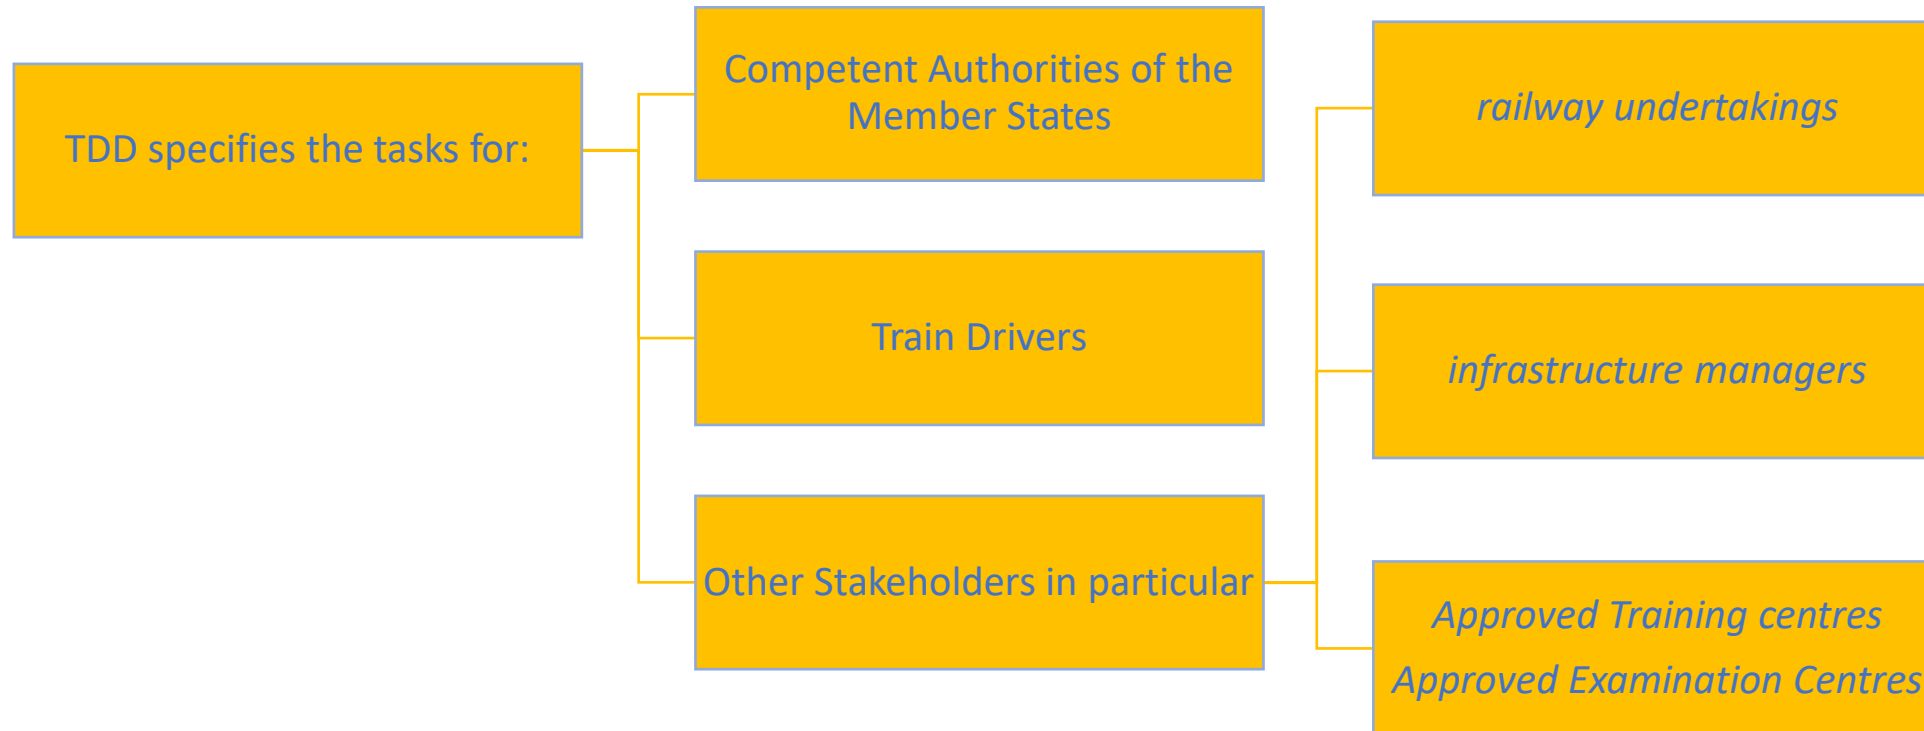 TDD specifies the tasks for:
Competent Authorities of the
Member States
Train Drivers
Other Stakeholders in particular
railway undertakings
infrastructure managers
Approved Training centres
Approved Examination Centres